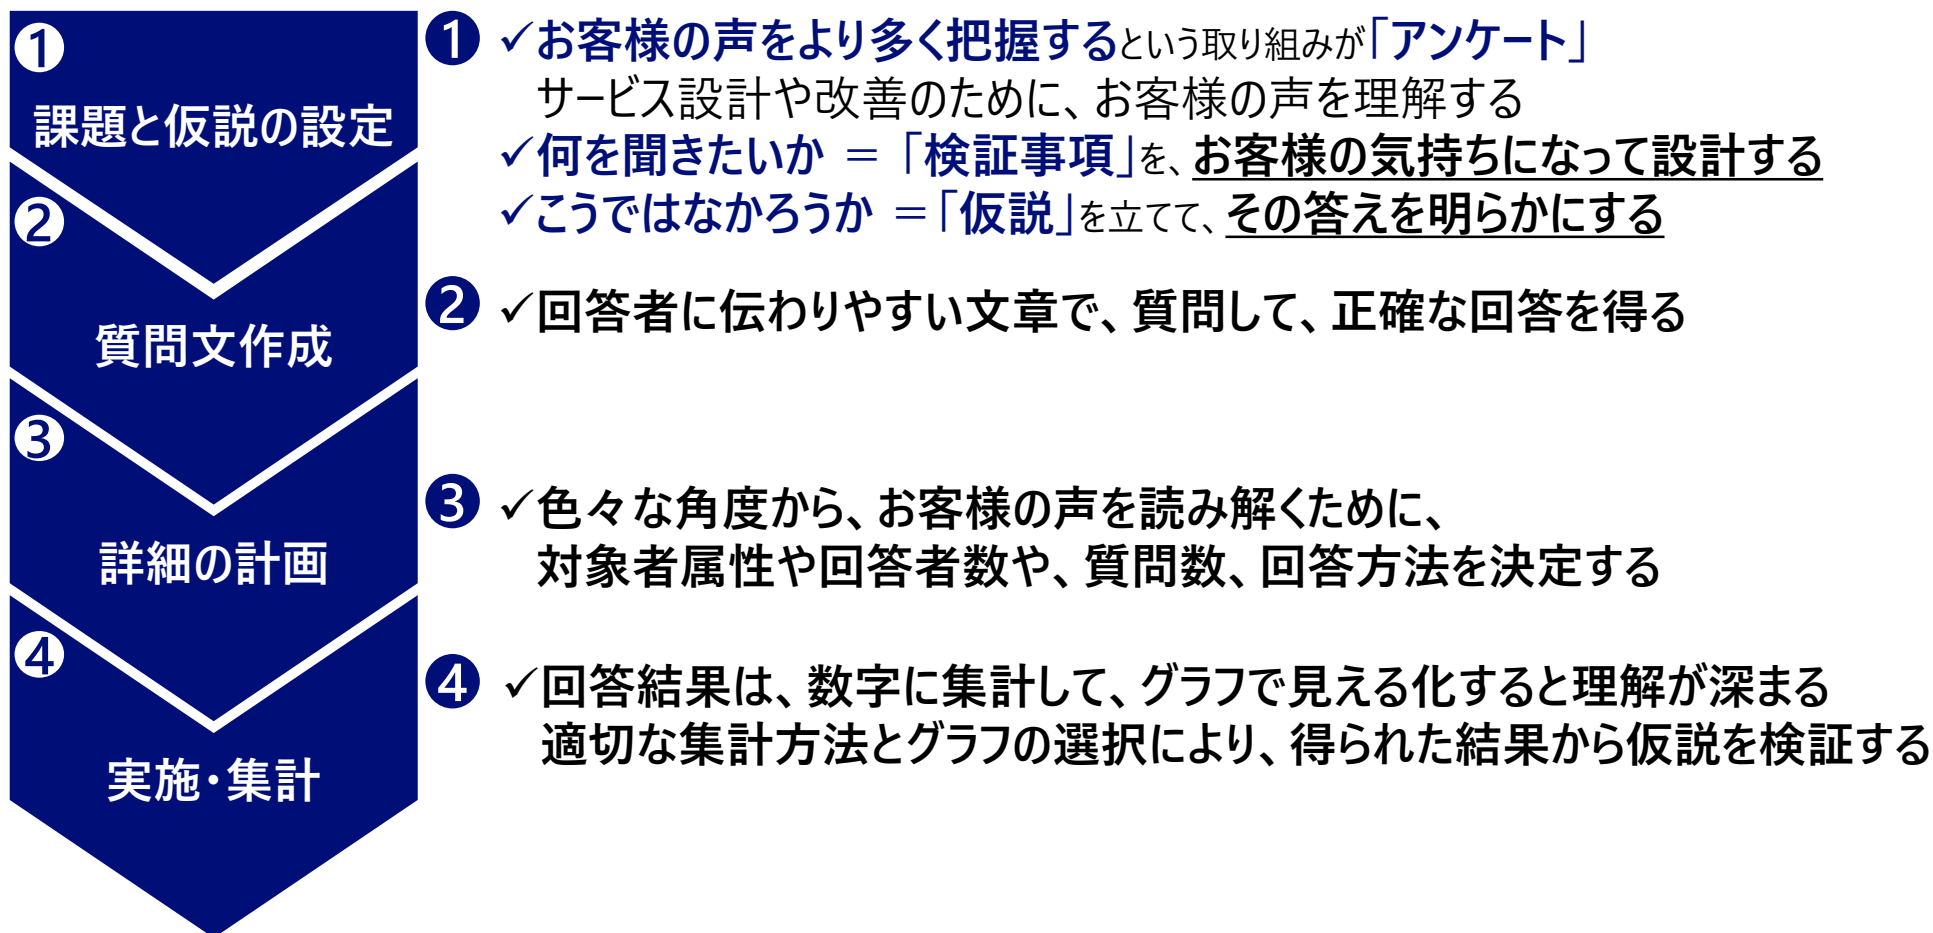 ❶
課題と仮説の設定
❷
質問文作成
❸
詳細の計画
❹
実施・集計
❶ ✓お客様の声をより多く把握するという取り組みが「アンケート」
サービス設計や改善のために、お客様の声を理解する
✓何を聞きたいか ＝「検証事項」を、お客様の気持ちになって設計する
✓こうではなかろうか ＝「仮説」を立てて、その答えを明らかにする
❷ ✓回答者に伝わりやすい文章で、質問して、正確な回答を得る
❸ ✓色々な角度から、お客様の声を読み解くために、
対象者属性や回答者数や、質問数、回答方法を決定する
❹ ✓回答結果は、数字に集計して、グラフで見える化すると理解が深まる
適切な集計方法とグラフの選択により、得られた結果から仮説を検証する